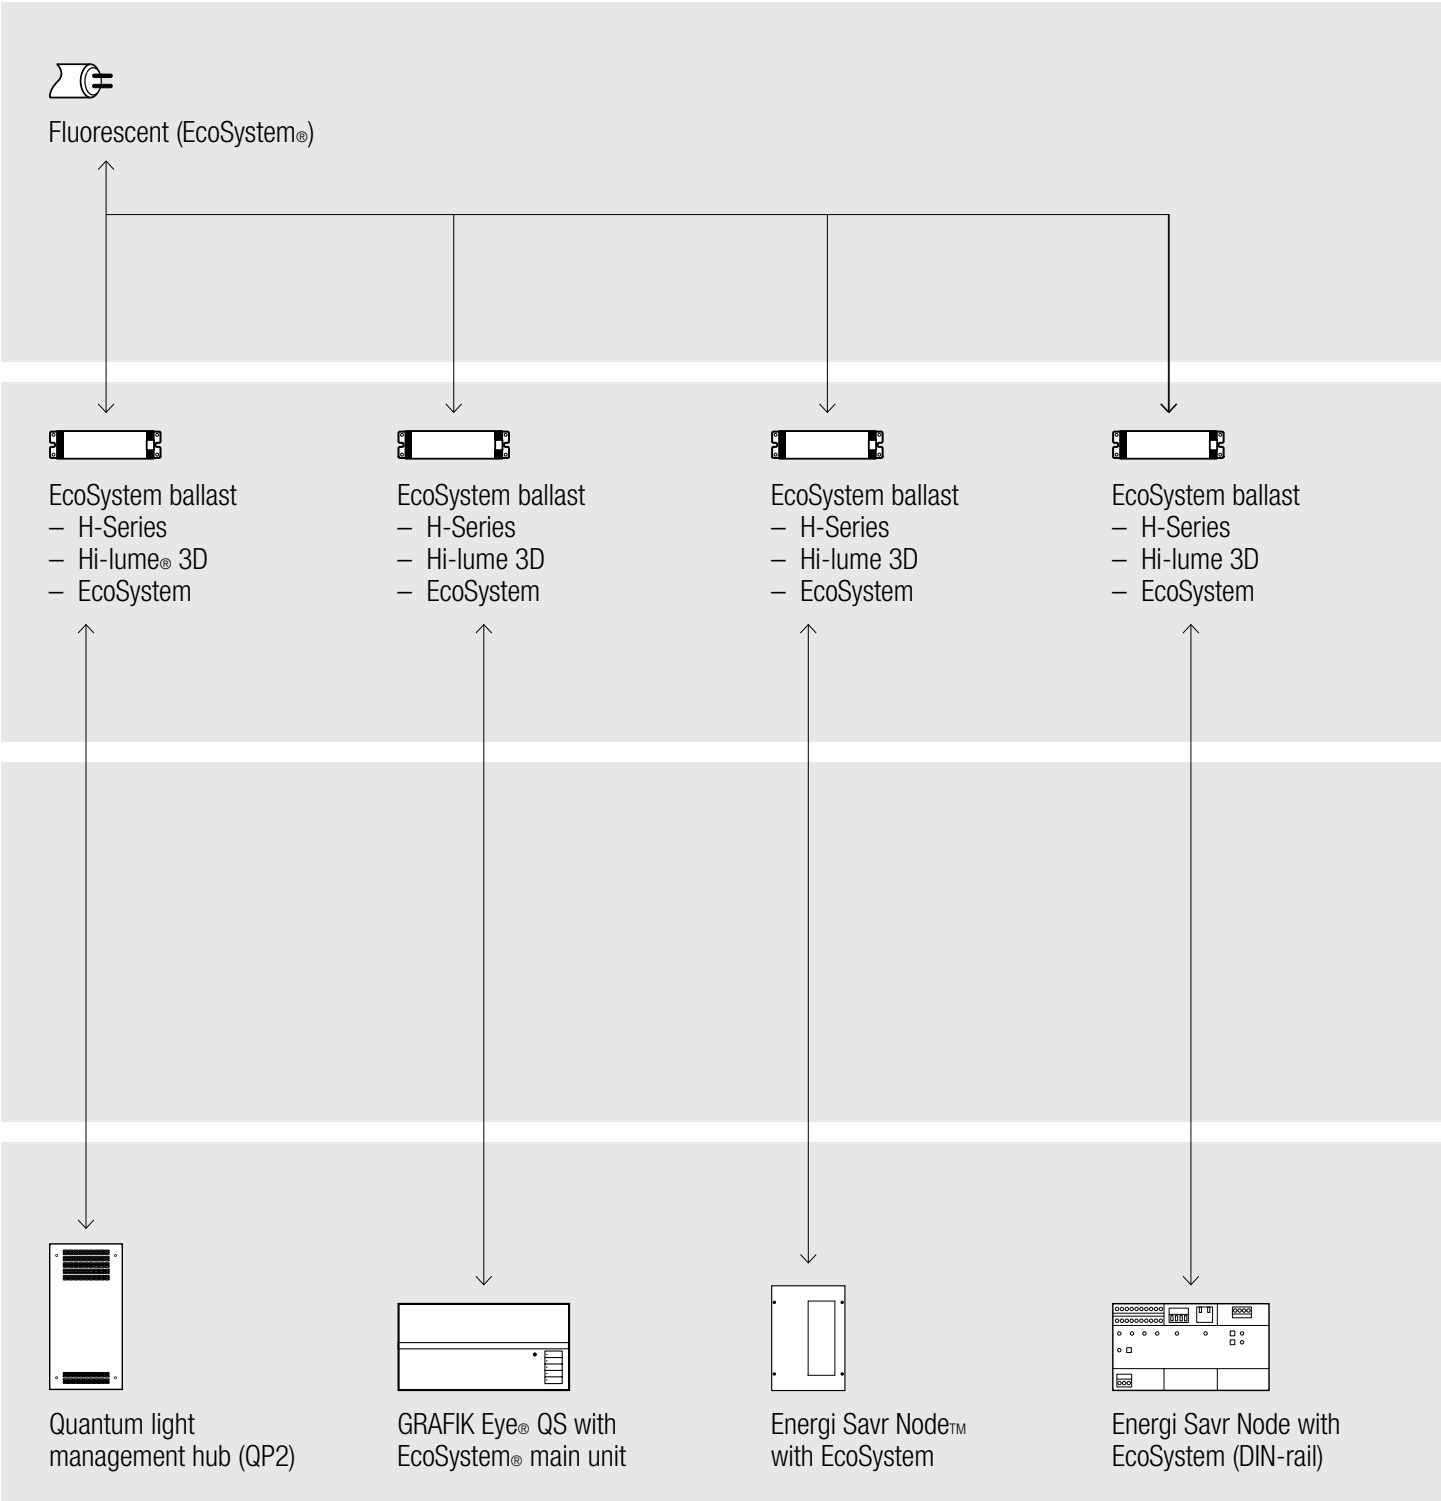 Fluorescent (EcoSystem®)
EcoSystem ballast
– H-Series
– Hi-lume® 3D
– EcoSystem
EcoSystem ballast
– H-Series
– Hi-lume 3D
– EcoSystem
EcoSystem ballast
– H-Series
– Hi-lume 3D
– EcoSystem
EcoSystem ballast
– H-Series
– Hi-lume 3D
– EcoSystem
Quantum light
management hub (QP2)
GRAFIK Eye® QS with
EcoSystem® main unit
Energi Savr Node™
with EcoSystem
Energi Savr Node with
EcoSystem (DIN-rail)